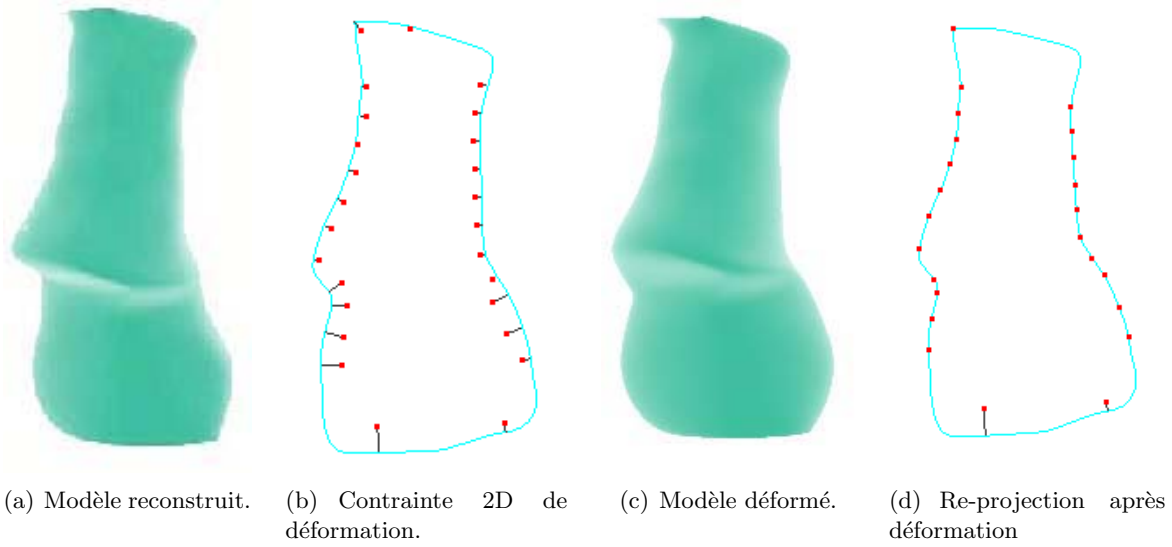 (a) Modèle reconstruit.
(b) Contrainte 2D de
déformation.
(c) Modèle déformé.
(d) Re-projection après
déformation